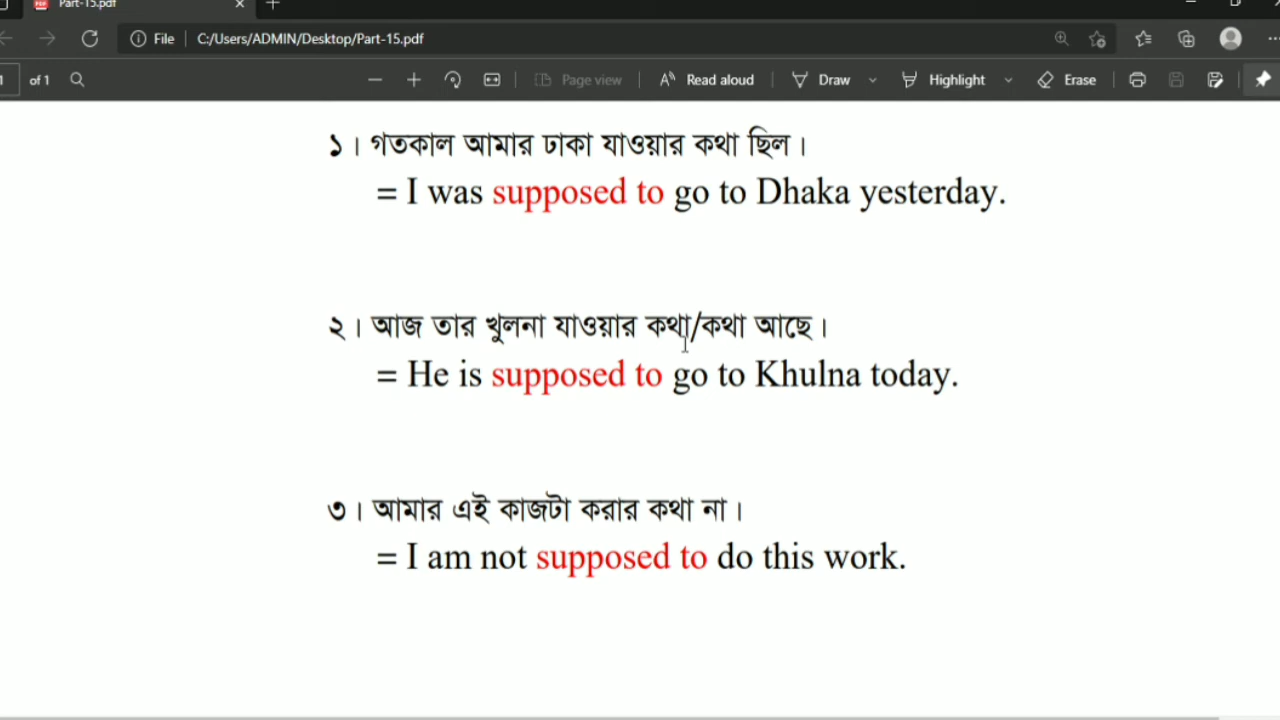 Part-15.pdf
File C:/Users/ADMIN/Desktop/Part-15.pdf
1 of 1 Page view Read aloud Draw Highlight Erase
১। গতকাল আমার ঢাকা যাওয়ার কথা ছিল।
= I was supposed to go to Dhaka yesterday.
২। আজ তার খুলনা যাওয়ার কথা/কথা আছে।
= He is supposed to go to Khulna today.
৩। আমার এই কাজটা করার কথা না।
= I am not supposed to do this work.